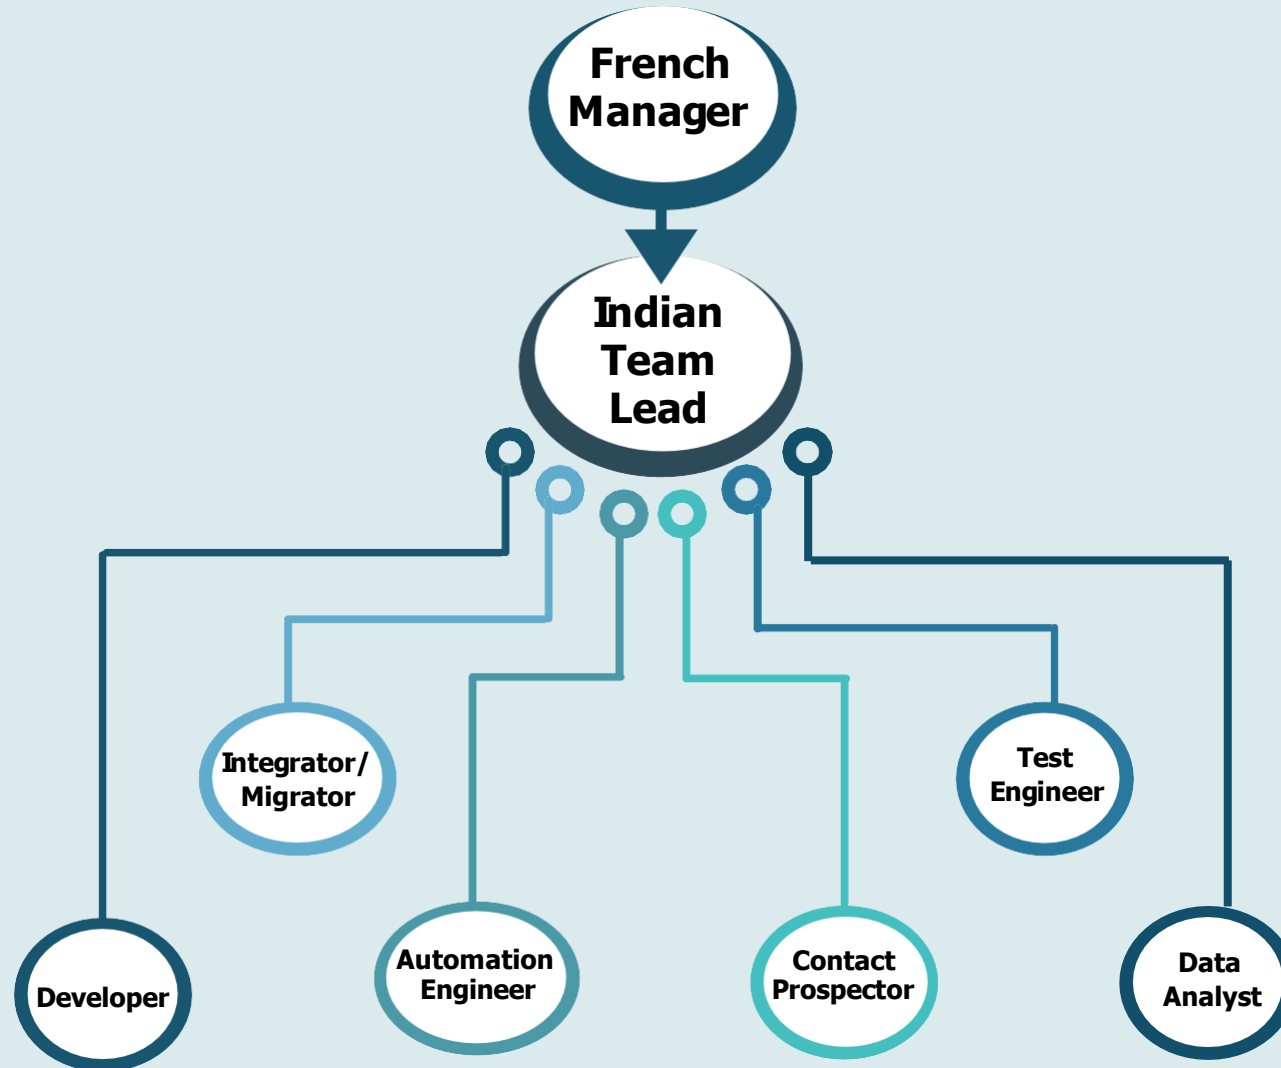 French
Manager
Indian
Team
Lead
Integrator/
Migrator
Test
Engineer
Developer
Automation
Engineer
Contact
Prospector
Data
Analyst